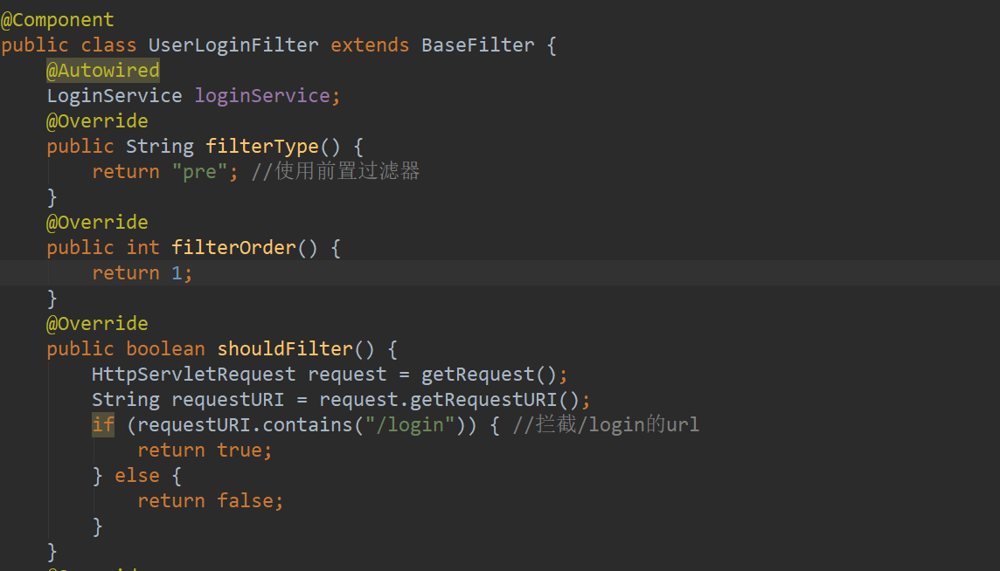 @Component
public class UserLoginFilter extends BaseFilter {
@Autowired
LoginService loginService;
@Override
public String filterType() {
return "pre"; //使用前置过滤器
}
@Override
public int filterOrder() {
return 1;
}
@Override
public boolean shouldFilter() {
HttpServletRequest request = getRequest();
String requestURI = request.getRequestURI();
if (requestURI.contains("/login")) { //拦截/login的url
return true;
} else {
return false;
}
}